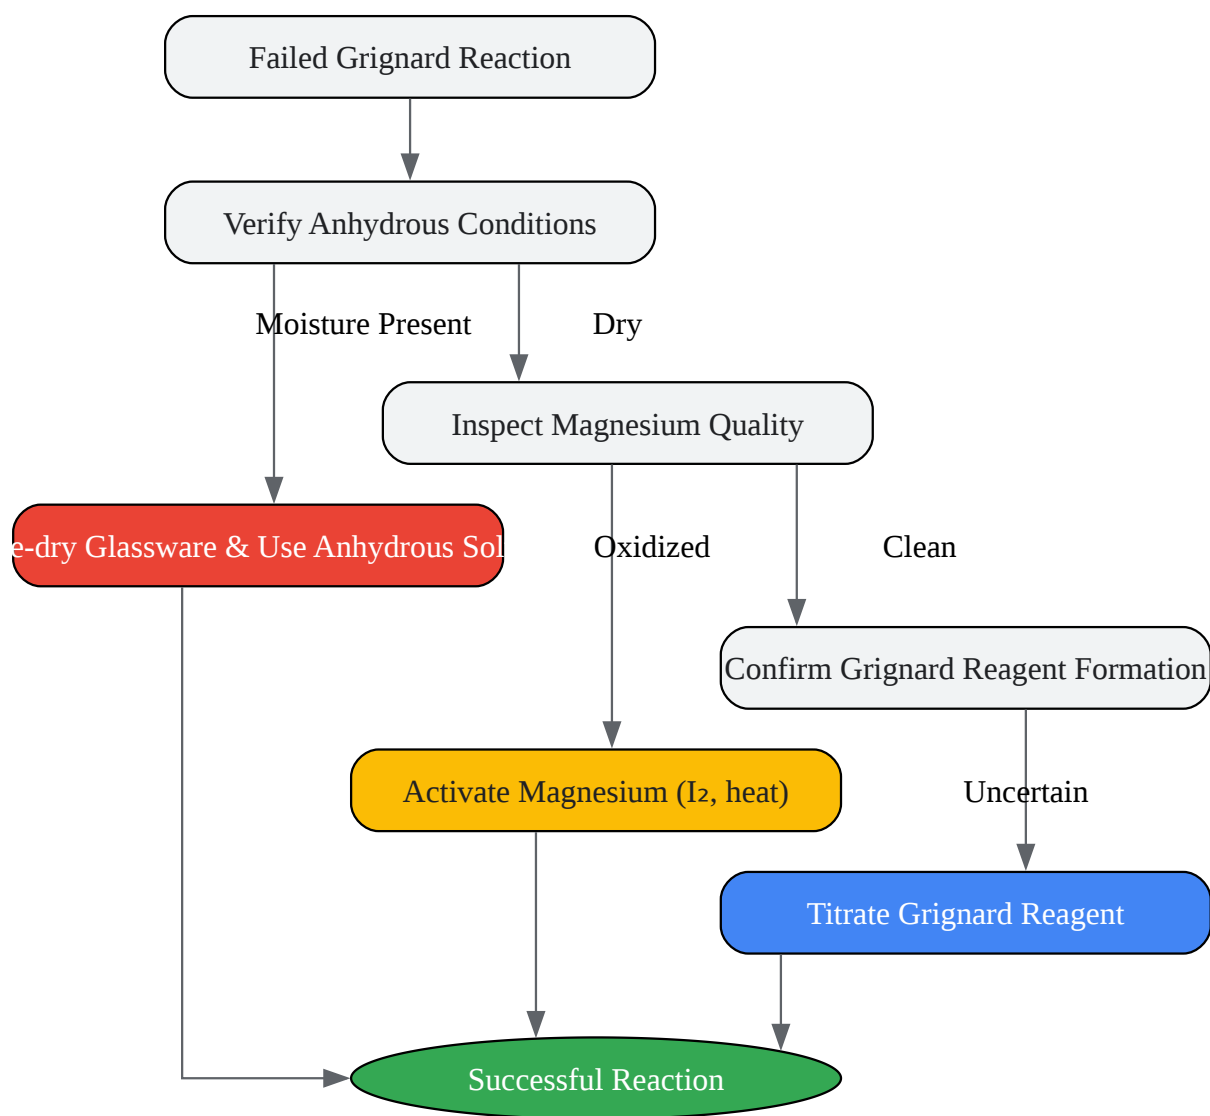 Failed Grignard Reaction
Verify Anhydrous Conditions
Moisture Present
Dry
Inspect Magnesium Quality
e-dry Glassware & Use Anhydrous Sol
Oxidized
Clean
Confirm Grignard Reagent Formation
Activate Magnesium (I₂, heat)
Uncertain
Titrate Grignard Reagent
Successful Reaction